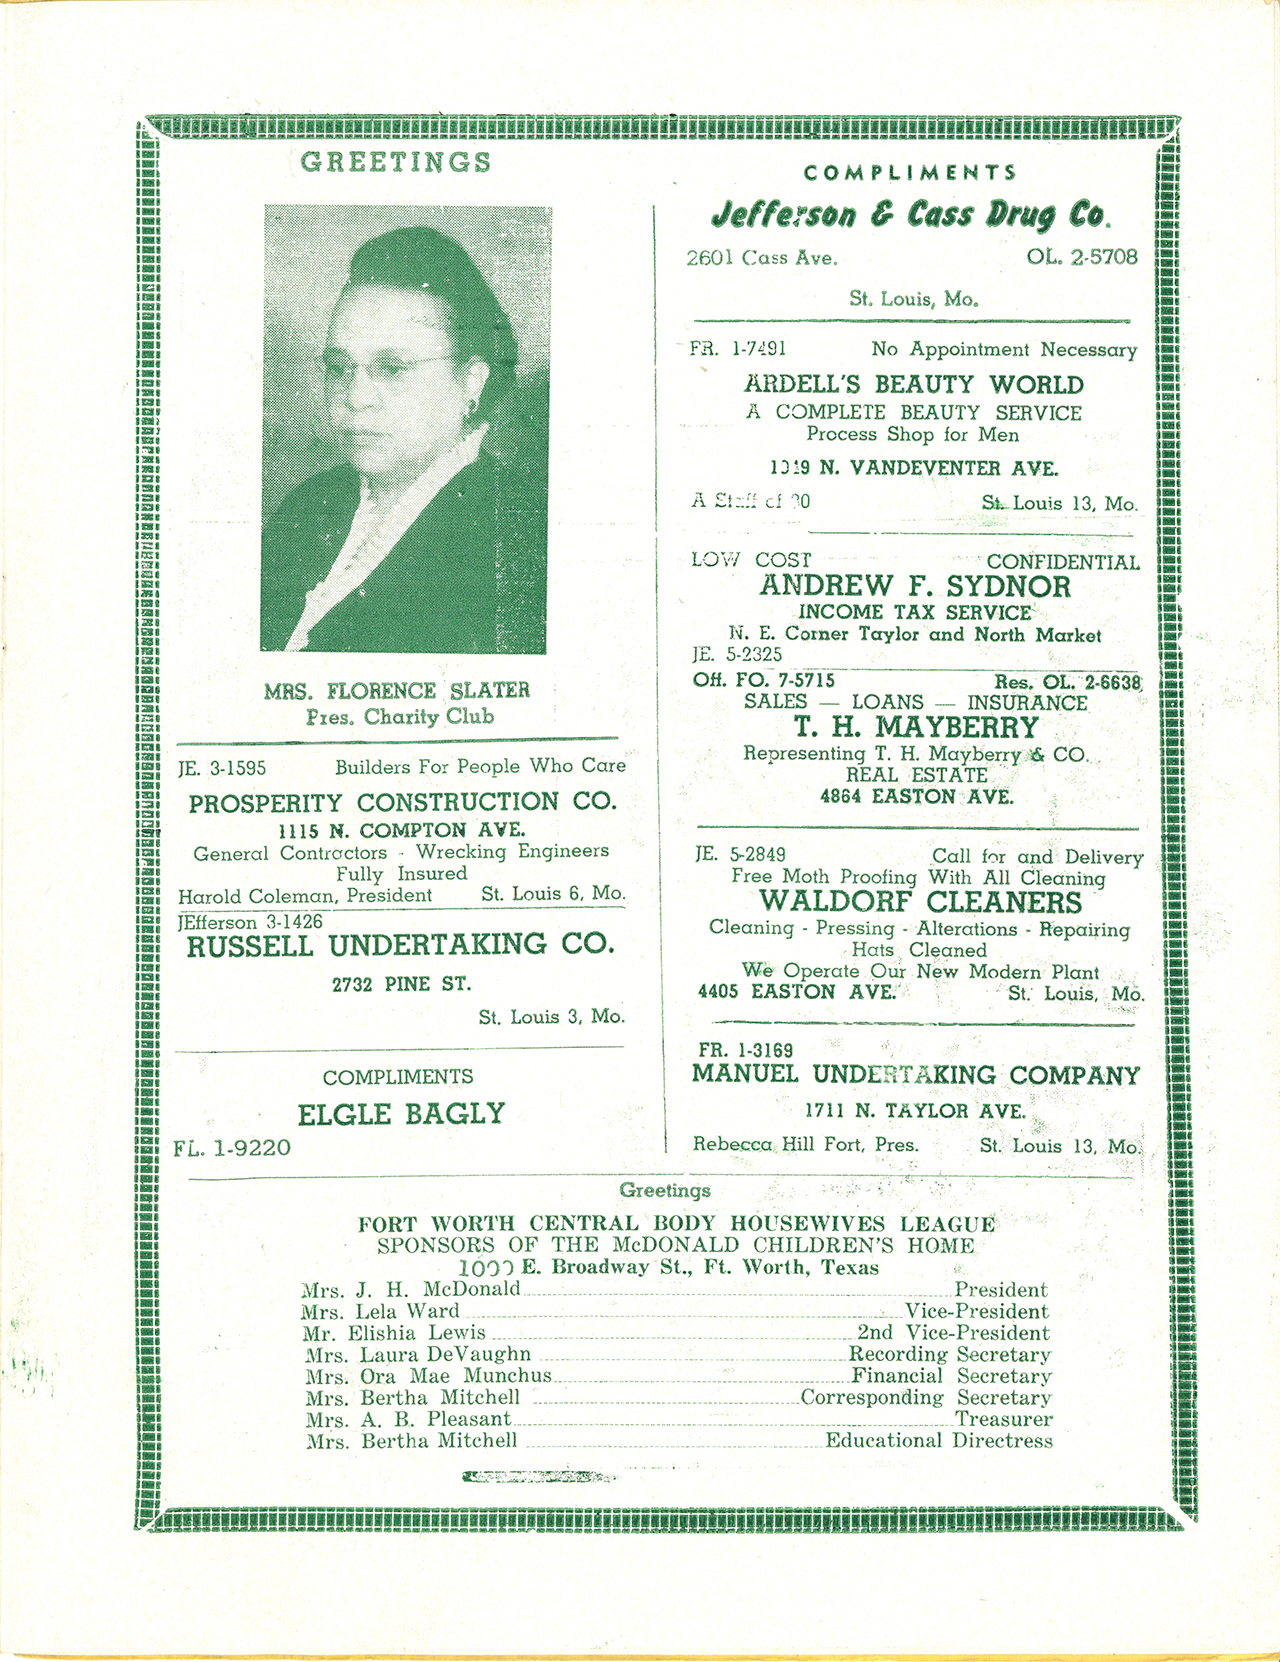 GREETINGS
MRS. FLORENCE SLATER
Pres. Charity Club
JE. 3-1595 Builders For People Who Care
PROSPERITY CONSTRUCTION CO.
1115 N. COMPTON AVE.
General Contractors - Wrecking Engineers
Fully Insured
Harold Coleman, President St. Louis 6, Mo.
JEfferson 3-1426
RUSSELL UNDERTAKING CO.
2732 PINE ST.
St. Louis 3, Mo.
COMPLIMENTS
ELGLE BAGLY
FL. 1-9220
COMPLIMENTS
Jefferson & Cass Drug Co.
2601 Cass Ave. OL. 2-5708
St. Louis, Mo.
FR. 1-7491 No Appointment Necessary
ARDELL'S BEAUTY WORLD
A COMPLETE BEAUTY SERVICE
Process Shop for Men
N. VANDEVENTER AVE.
A Staff of St. Louis 13, Mo.
LOW COST CONFIDENTIAL
ANDREW F. SYDNOR
INCOME TAX SERVICE
N. E. Corner Taylor and North Market
JE. 5-2325
Off. FO. 7-5715 Res. OL. 2-6638
SALES — LOANS — INSURANCE
T. H. MAYBERRY
Representing T. H. Mayberry & CO.
REAL ESTATE
4864 EASTON AVE.
JE. 5-2849 Call for and Delivery
Free Moth Proofing With All Cleaning
WALDORF CLEANERS
Cleaning - Pressing - Alterations - Repairing
Hats Cleaned
We Operate Our New Modern Plant
4405 EASTON AVE. St. Louis, Mo.
FR. 1-3169
MANUEL UNDERTAKING COMPANY
1711 N. TAYLOR AVE.
Rebecca Hill Fort, Pres. St. Louis 13, Mo.
Greetings
FORT WORTH CENTRAL BODY HOUSEWIVES LEAGUE
SPONSORS OF THE McDONALD CHILDREN'S HOME
E. Broadway St., Ft. Worth, Texas
Mrs. J. H. McDonald President
Mrs. Lela Ward Vice-President
Mr. Elishia Lewis 2nd Vice-President
Mrs. Laura DeVaughn Recording Secretary
Mrs. Ora Mae Munchus Financial Secretary
Mrs. Bertha Mitchell Corresponding Secretary
Mrs. A. B. Pleasant Treasurer
Mrs. Bertha Mitchell Educational Directress